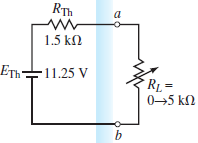 RTh
a
1.5 kΩ
ETh
11.25 V
RL =
0→5 kΩ
b